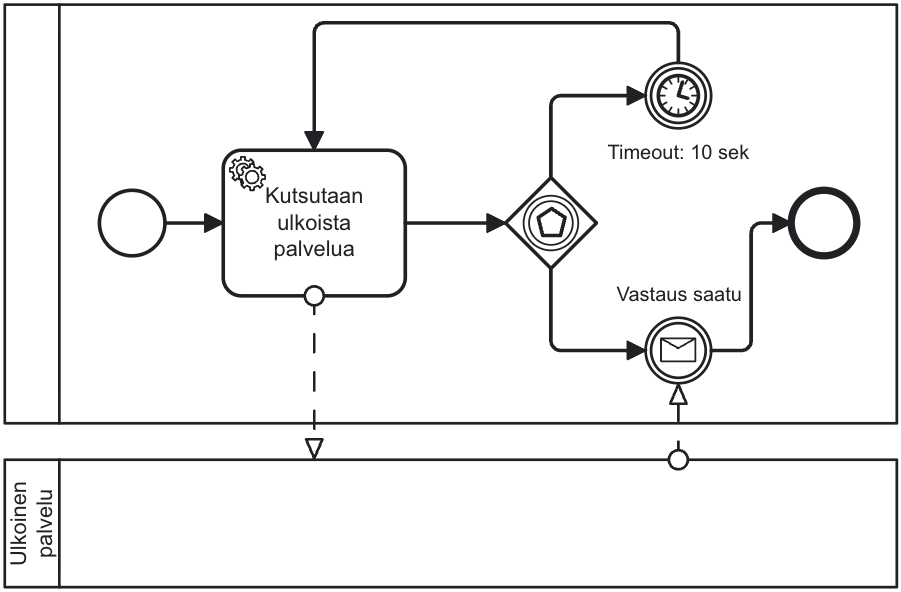 Kutsutaan
ulkoista
palvelua
Timeout: 10 sek
Vastaus saatu
Ulkoinen
palvelu